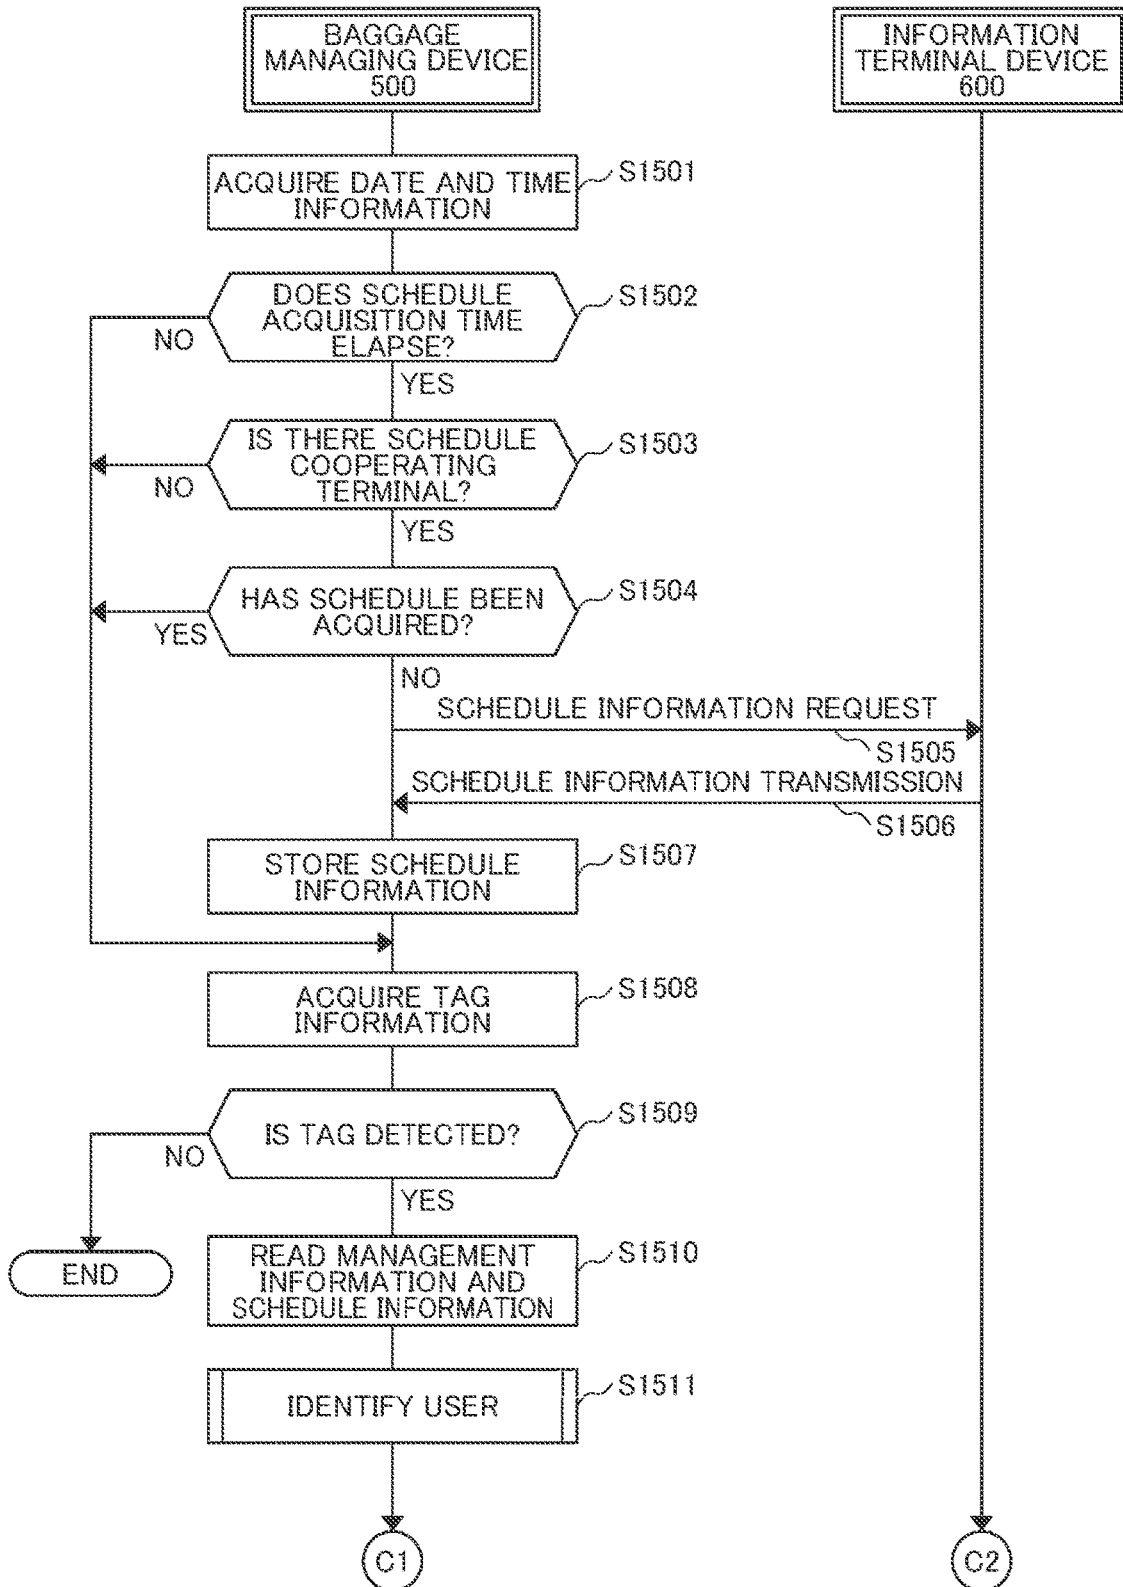 BAGGAGE
MANAGING DEVICE
500
INFORMATION
TERMINAL DEVICE
600
ACQUIRE DATE AND TIME
INFORMATION
S1501
DOES SCHEDULE
ACQUISITION TIME
ELAPSE?
S1502
NO
YES
IS THERE SCHEDULE
COOPERATING
TERMINAL?
S1503
NO
YES
HAS SCHEDULE BEEN
ACQUIRED?
S1504
YES
NO
SCHEDULE INFORMATION REQUEST
S1505
SCHEDULE INFORMATION TRANSMISSION
S1506
STORE SCHEDULE
INFORMATION
S1507
ACQUIRE TAG
INFORMATION
S1508
IS TAG DETECTED?
S1509
NO
YES
END
READ MANAGEMENT
INFORMATION AND
SCHEDULE INFORMATION
S1510
IDENTIFY USER
S1511
C1
C2